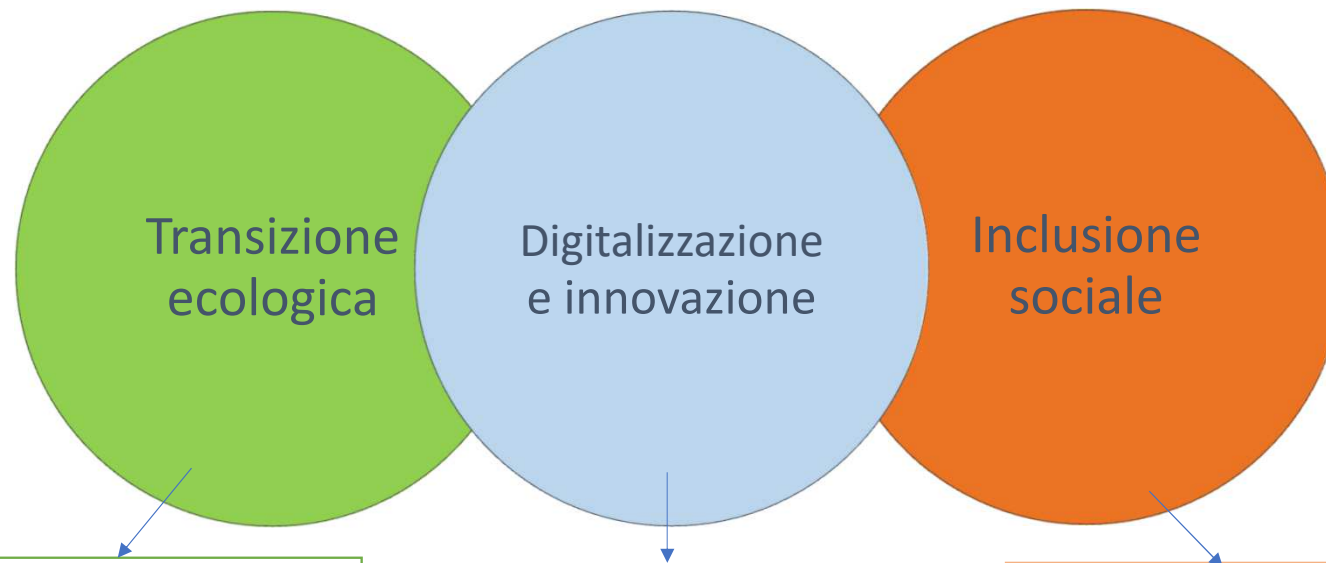 Transizione
ecologica
Digitalizzazione
e innovazione
Inclusione
sociale